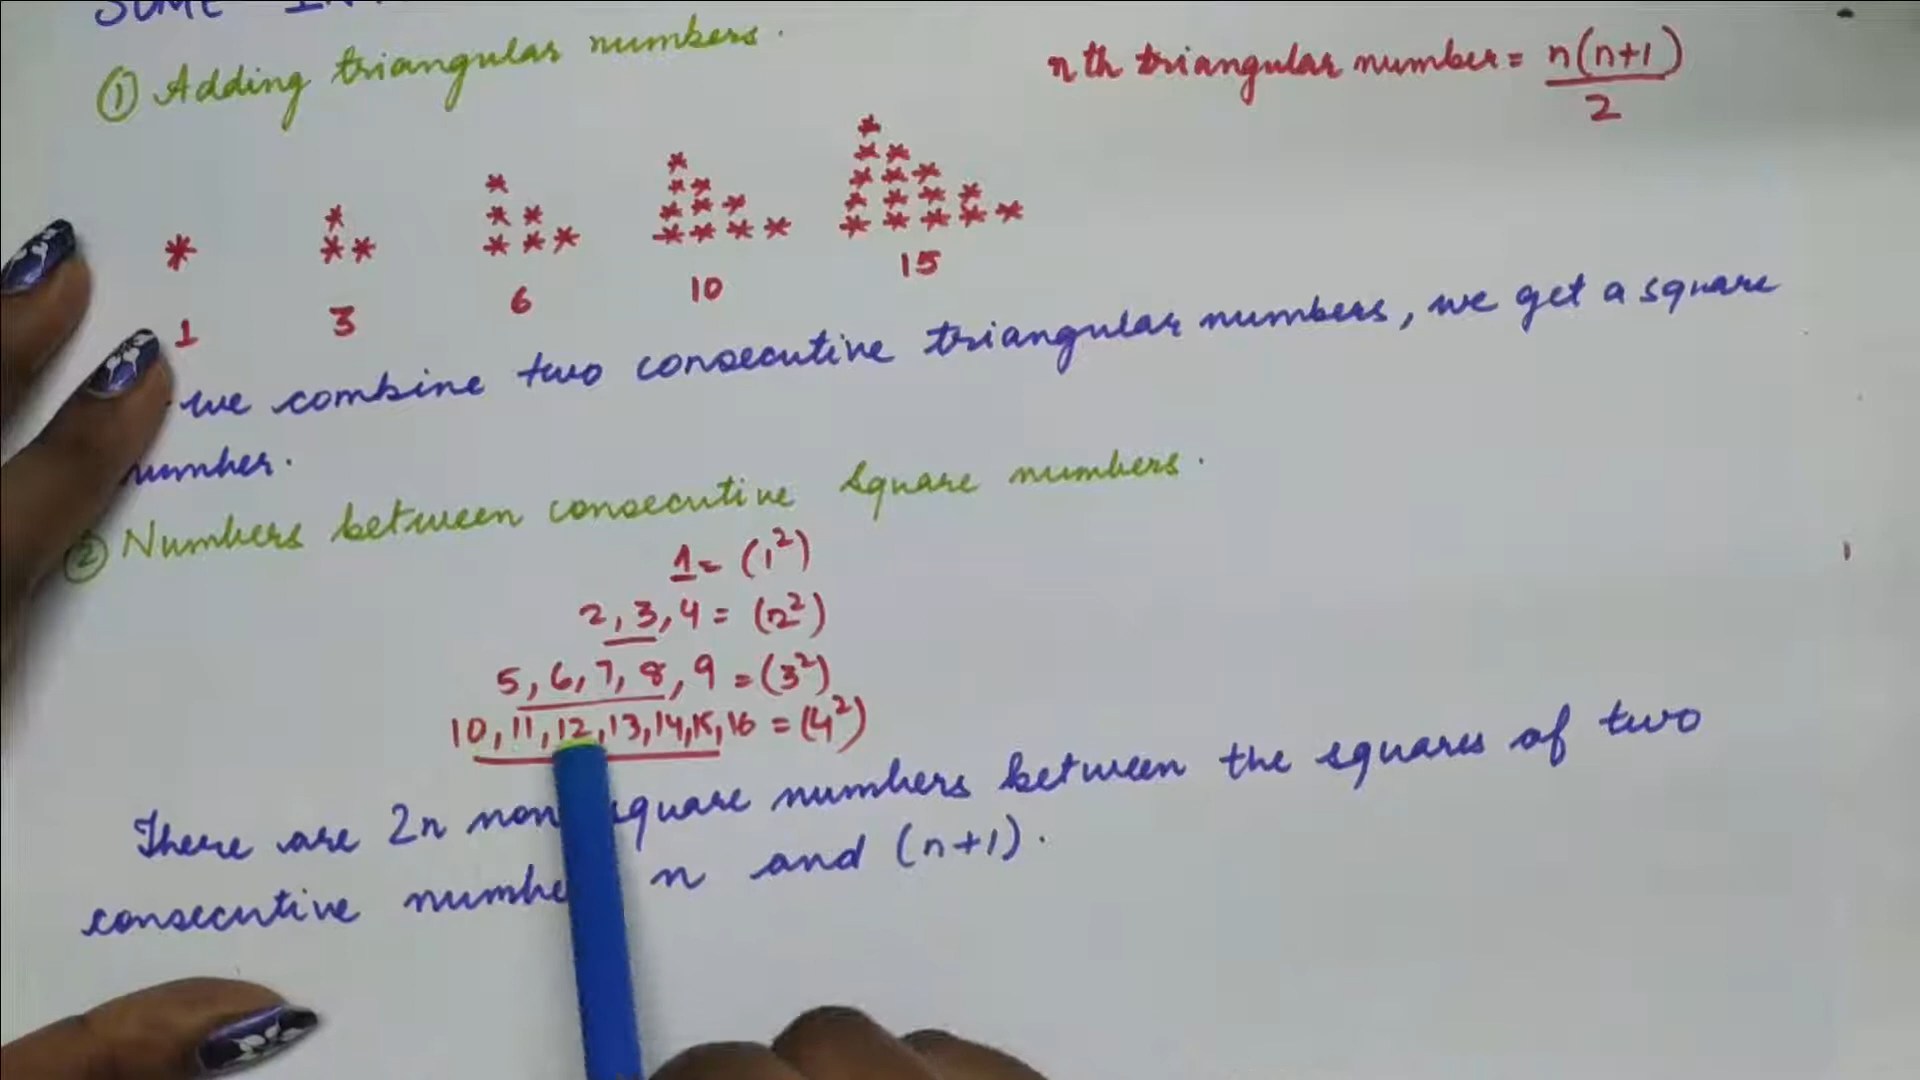 SOME
① Adding triangular numbers.
nth triangular number = n(n+1)/2
1 3 6 10 15
we combine two consecutive triangular numbers, we get a square
number.
② Numbers between consecutive square numbers.
1 = (1²)
2, 3, 4 = (2²)
5, 6, 7, 8, 9 = (3²)
10, 11, 12, 13, 14, 15, 16 = (4²)
There are 2n non square numbers between the squares of two
consecutive numbe n and (n+1).